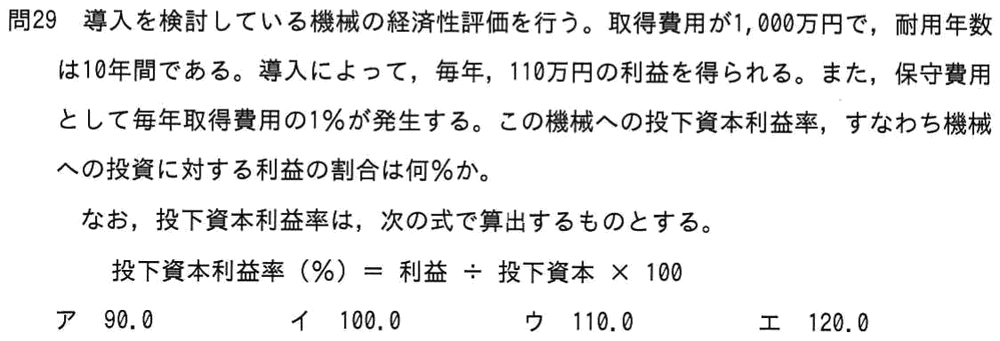 問29 導入を検討している機械の経済性評価を行う。取得費用が1,000万円で，耐用年数
は10年間である。導入によって，毎年，110万円の利益を得られる。また，保守費用
として毎年取得費用の1％が発生する。この機械への投下資本利益率，すなわち機械
への投資に対する利益の割合は何％か。
なお，投下資本利益率は，次の式で算出するものとする。
投下資本利益率（％）＝ 利益 ÷ 投下資本 × 100
ア 90.0 イ 100.0 ウ 110.0 エ 120.0